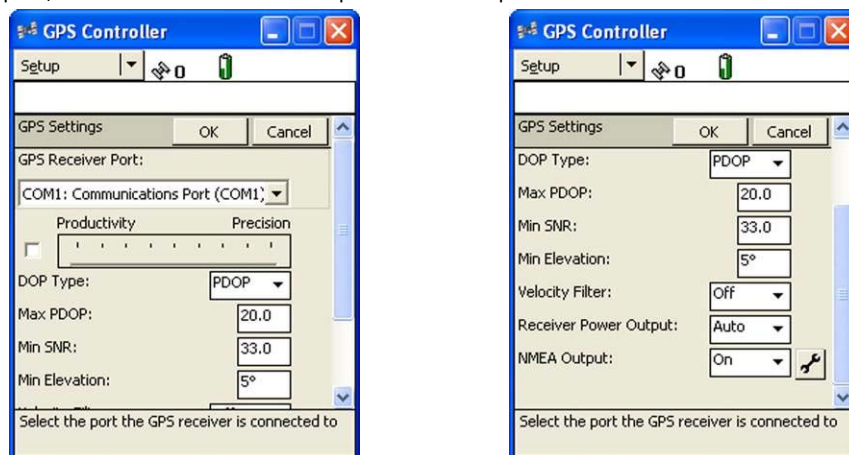 GPS Controller
Setup 0
GPS Settings OK Cancel
GPS Receiver Port:
COM1: Communications Port (COM1)
Productivity Precision
DOP Type: PDOP
Max PDOP: 20.0
Min SNR: 33.0
Min Elevation: 5°
Select the port the GPS receiver is connected to
GPS Controller
Setup 0
GPS Settings OK Cancel
DOP Type: PDOP
Max PDOP: 20.0
Min SNR: 33.0
Min Elevation: 5°
Velocity Filter: Off
Receiver Power Output: Auto
NMEA Output: On
Select the port the GPS receiver is connected to